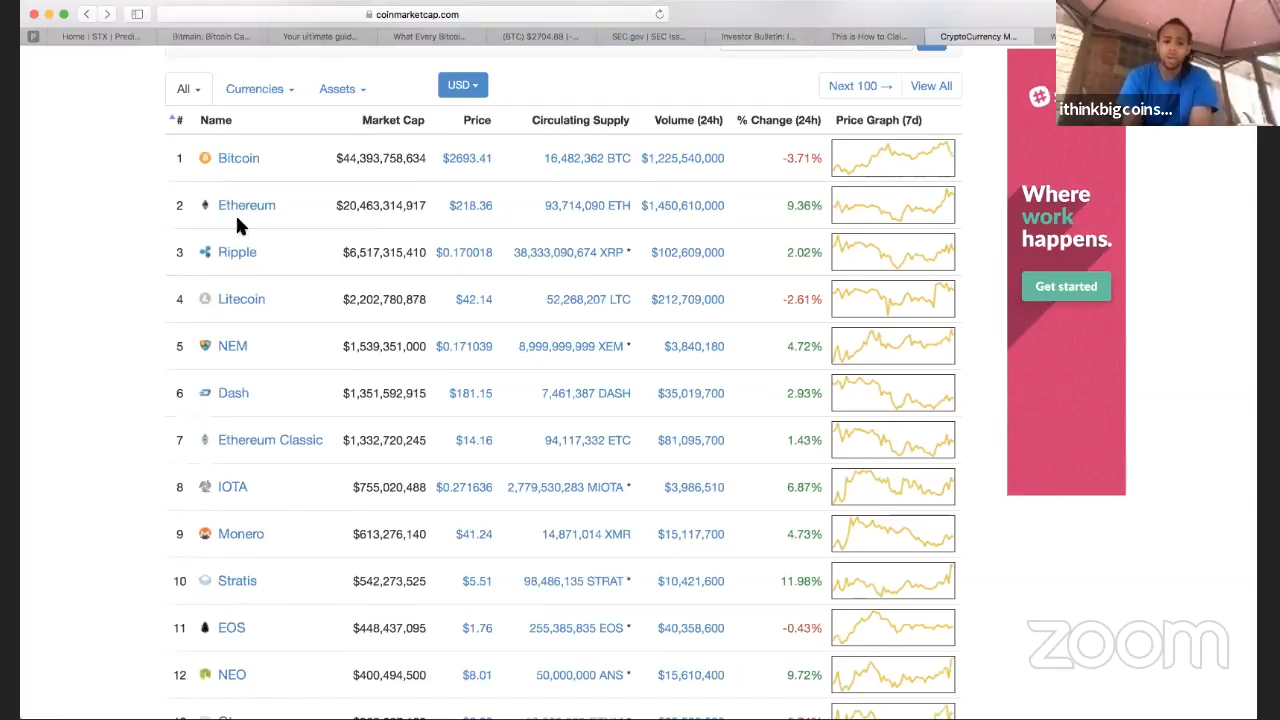 coinmarketcap.com
Home | STX | Predi...
Bitmain: Bitcoin Ca...
Your ultimate guid...
What Every Bitcoi...
(BTC) $2704.88 (-...
SEC.gov | SEC Iss...
Investor Bulletin: I...
This is How to Clai...
CryptoCurrency M...
ithinkbigcoins...
All Currencies Assets USD Next 100 → View All
# Name Market Cap Price Circulating Supply Volume (24h) % Change (24h) Price Graph (7d)
1 Bitcoin $44,393,758,634 $2693.41 16,482,362 BTC $1,225,540,000 -3.71%
2 Ethereum $20,463,314,917 $218.36 93,714,090 ETH $1,450,610,000 9.36%
3 Ripple $6,517,315,410 $0.170018 38,333,090,674 XRP * $102,609,000 2.02%
4 Litecoin $2,202,780,878 $42.14 52,268,207 LTC $212,709,000 -2.61%
5 NEM $1,539,351,000 $0.171039 8,999,999,999 XEM * $3,840,180 4.72%
6 Dash $1,351,592,915 $181.15 7,461,387 DASH $35,019,700 2.93%
7 Ethereum Classic $1,332,720,245 $14.16 94,117,332 ETC $81,095,700 1.43%
8 IOTA $755,020,488 $0.271636 2,779,530,283 MIOTA * $3,986,510 6.87%
9 Monero $613,276,140 $41.24 14,871,014 XMR $15,117,700 4.73%
10 Stratis $542,273,525 $5.51 98,486,135 STRAT * $10,421,600 11.98%
11 EOS $448,437,095 $1.76 255,385,835 EOS * $40,358,600 -0.43%
12 NEO $400,494,500 $8.01 50,000,000 ANS * $15,610,400 9.72%
Where
work
happens.
Get started
zoom